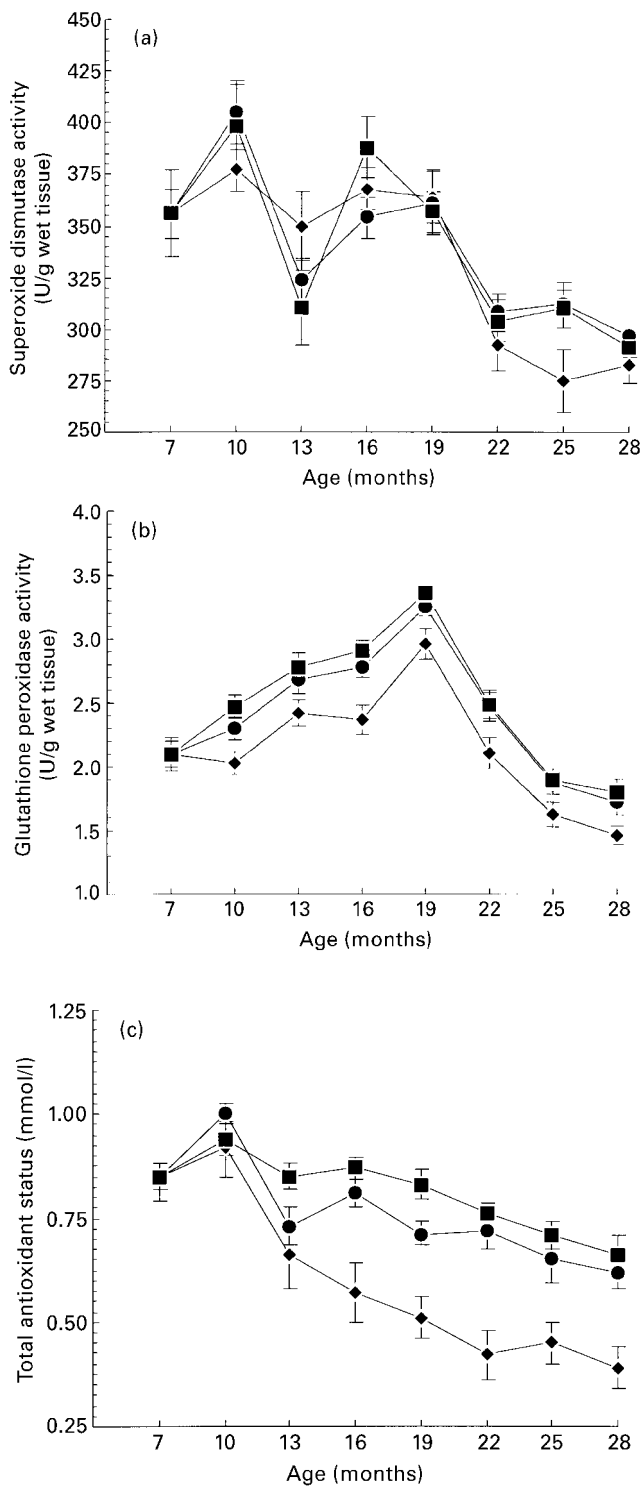 (a)
Superoxide dismutase activity
(U/g wet tissue)
450
425
400
375
350
325
300
275
250
7 10 13 16 19 22 25 28
Age (months)
(b)
Glutathione peroxidase activity
(U/g wet tissue)
4.0
3.5
3.0
2.5
2.0
1.5
1.0
7 10 13 16 19 22 25 28
Age (months)
(c)
Total antioxidant status (mmol/l)
1.25
1.00
0.75
0.50
0.25
7 10 13 16 19 22 25 28
Age (months)